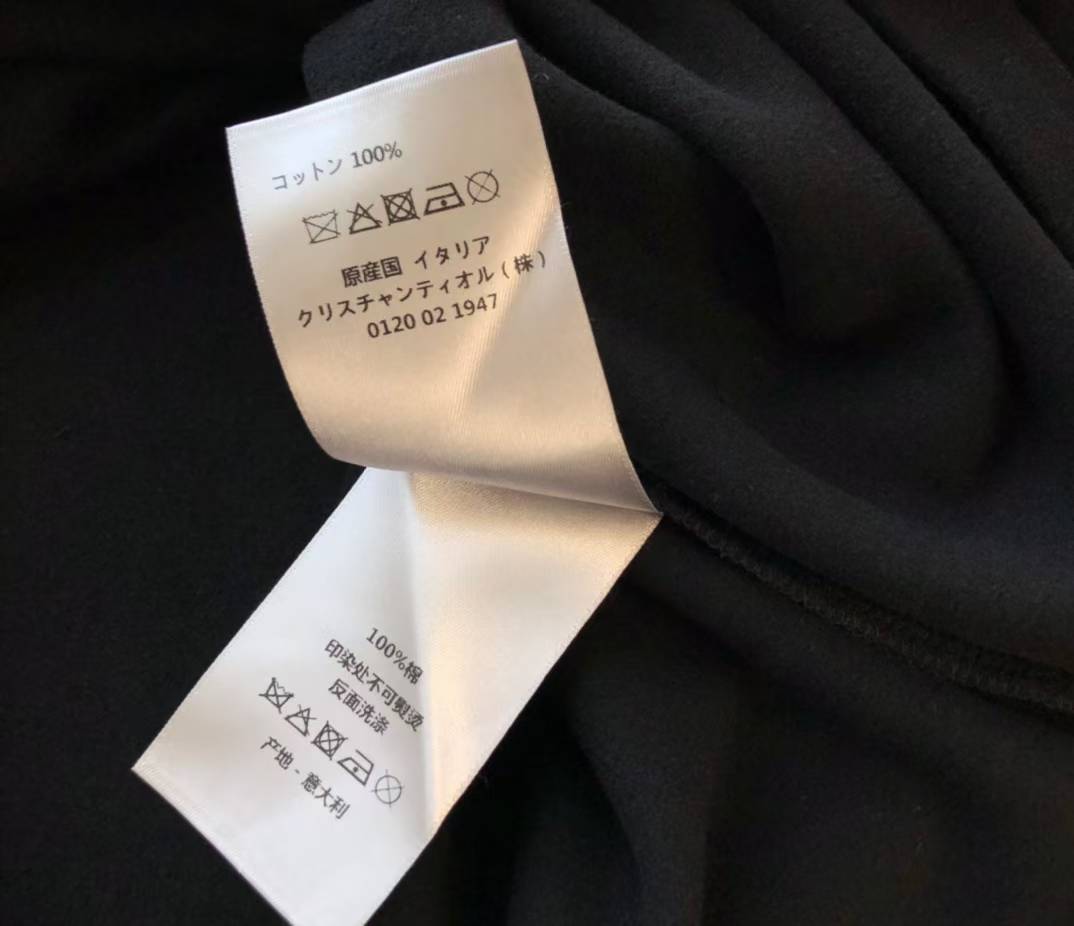 コットン 100%
原産国 イタリア
クリスチャンディオル（株）
0120 02 1947
100%棉
印染处不可熨烫
反面洗涤
产地 - 意大利